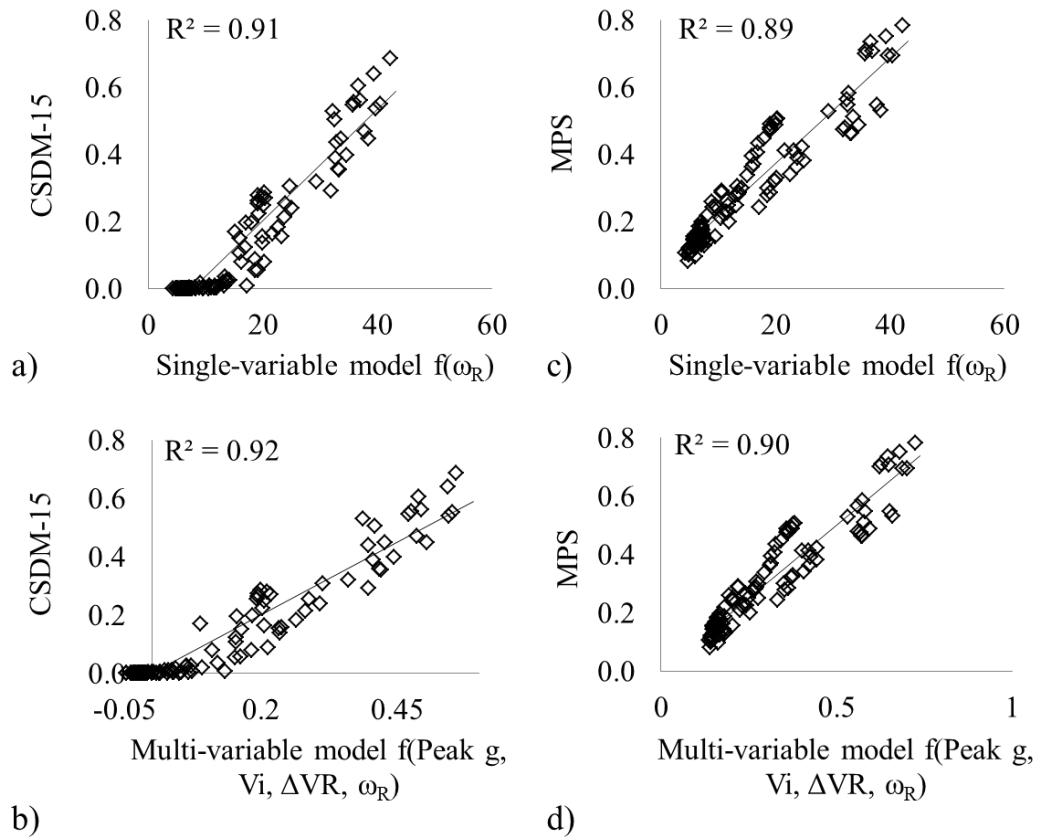 R² = 0.91
CSDM-15
0.8
0.6
0.4
0.2
0.0
0 20 40 60
a) Single-variable model f(ωR)
R² = 0.89
MPS
0.8
0.6
0.4
0.2
0.0
0 20 40 60
c) Single-variable model f(ωR)
R² = 0.92
CSDM-15
0.8
0.6
0.4
0.2
0.0
-0.05 0.2 0.45
Multi-variable model f(Peak g,
Vi, ΔVR, ωR)
b)
R² = 0.90
MPS
0.8
0.6
0.4
0.2
0.0
0 0.5 1
Multi-variable model f(Peak g,
Vi, ΔVR, ωR)
d)